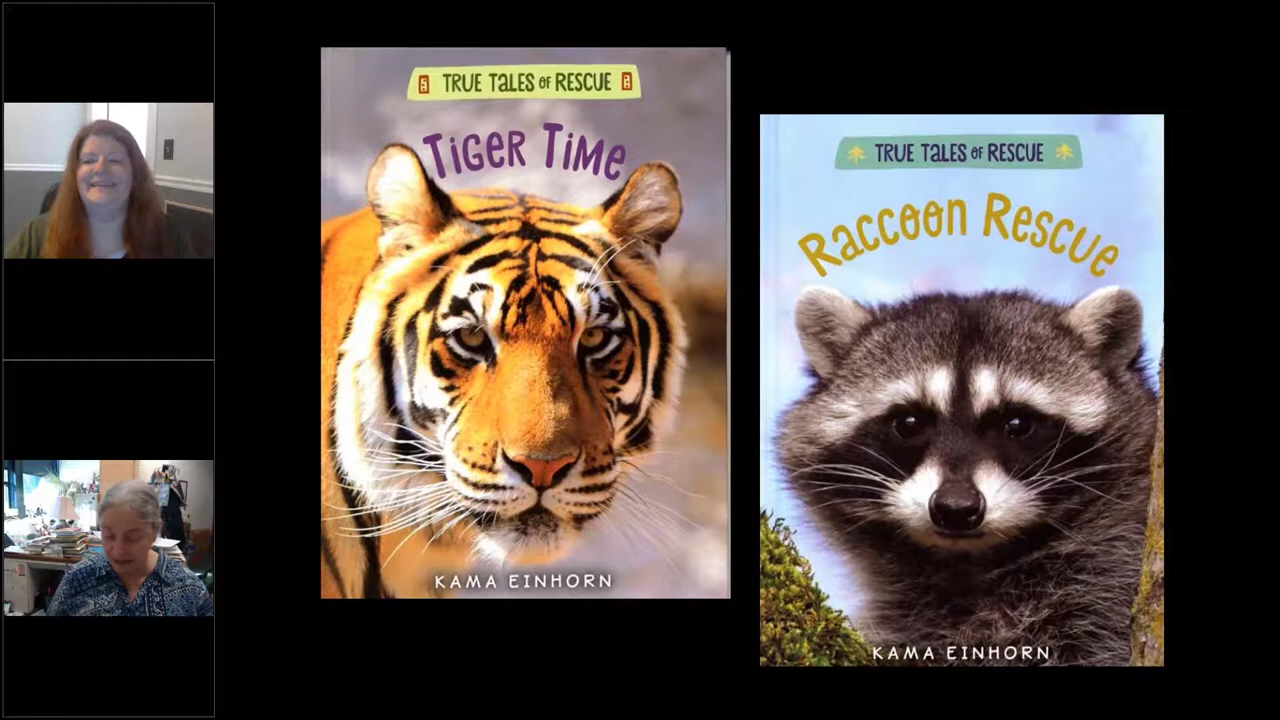 TRUE TALES OF RESCUE
TIGER TIME
KAMA EINHORN
TRUE TALES OF RESCUE
Raccoon Rescue
KAMA EINHORN